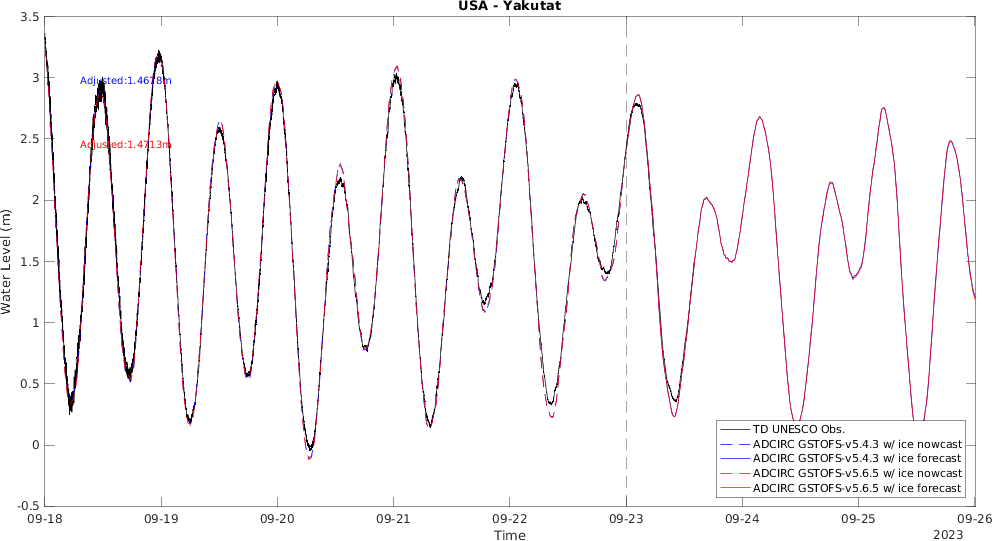 USA - Yakutat
3.5
3
2.5
2
1.5
1
0.5
0
-0.5
Water Level (m)
Adjusted:1.4678m
Adjusted:1.4713m
TD UNESCO Obs.
ADCIRC GSTOFS-v5.4.3 w/ ice nowcast
ADCIRC GSTOFS-v5.4.3 w/ ice forecast
ADCIRC GSTOFS-v5.6.5 w/ ice nowcast
ADCIRC GSTOFS-v5.6.5 w/ ice forecast
09-18 09-19 09-20 09-21 09-22 09-23 09-24 09-25 09-26
Time
2023